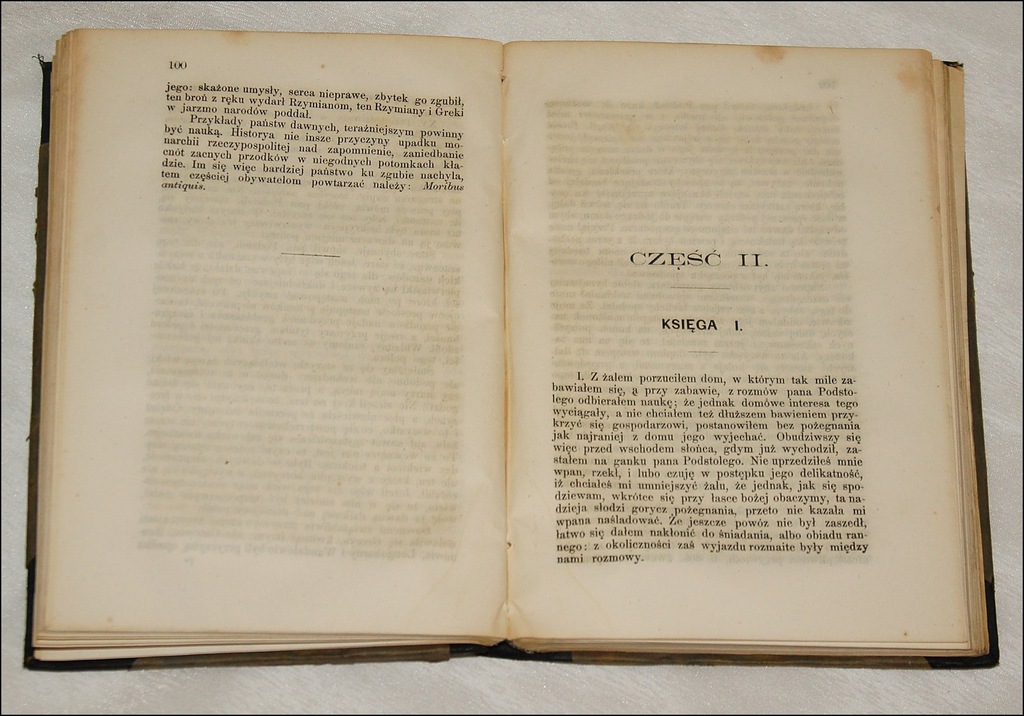 100
jego: skażone umysły, serca nieprawe, zbytek go zgubił,
ten broń z ręku wydarł Rzymianom, ten Rzymiany i Greki
w jarzmo narodów poddał.
Przykłady państw dawnych, teraźniejszym powinny
być nauką. Historya nie insze przyczyny upadku mo-
narchii rzeczypospolitej nad zapomnienie, zaniedbanie
cnót zacnych przodków w niegodnych potomkach kła-
dzie. Im się więc bardziej państwo ku zgubie nachyla,
tem częściej obywatelom powtarzać należy: Moribus
antiquis.
CZĘŚĆ II.
KSIĘGA I.
I. Z żalem porzuciłem dom, w którym tak mile za-
bawiałem się, a przy zabawie, z rozmów pana Podsto-
lego odbierałem naukę; że jednak domowe interesa tego
wyciągały, a nie chciałem też dłuższem bawieniem przy-
krzyć się gospodarzowi, postanowiłem bez pożegnania
jak najraniej z domu jego wyjechać. Obudziwszy się
więc przed wschodem słońca, gdym już wychodził, za-
stałem na ganku pana Podstolego. Nie uprzedziłeś mnie
wpan, rzekł, i lubo czuję w postępku jego delikatność,
iż chciałeś mi umniejszyć żalu, że jednak, jak się spo-
dziewam, wkrótce się przy łasce bożej obaczymy, ta na-
dzieja słodzi gorycz pożegnania, przeto nie kazała mi
wpana naśladować. Że jeszcze powóz nie był zaszedł,
łatwo się dałem nakłonić do śniadania, albo obiadu ran-
nego: z okoliczności zaś wyjazdu rozmaite były między
nami rozmowy.